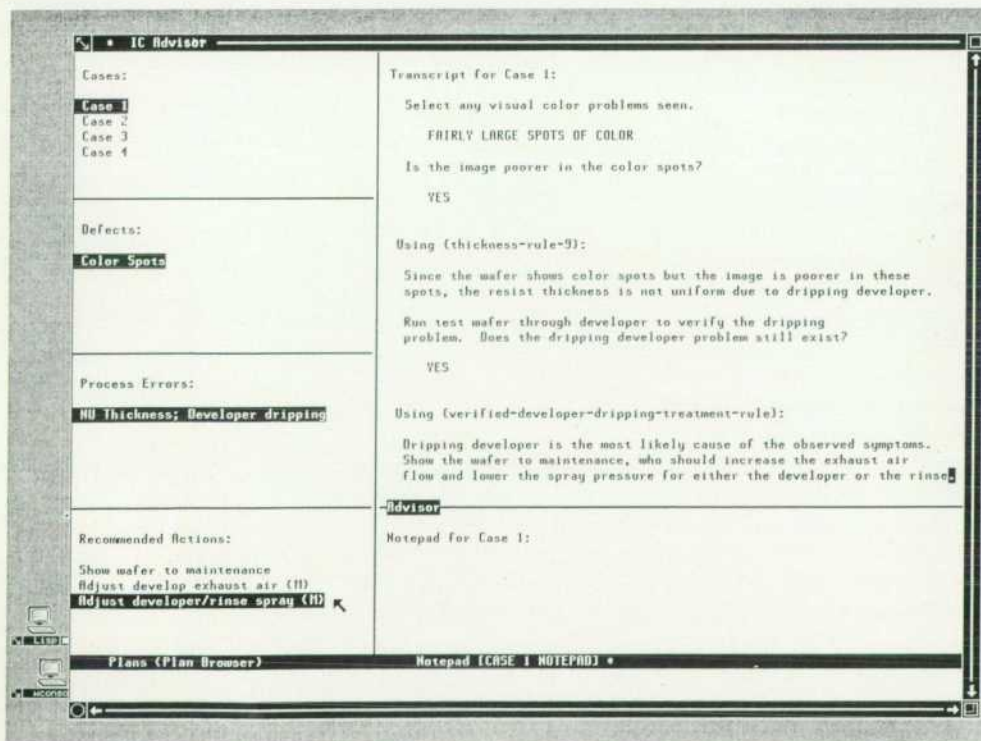 IC Advisor
Cases:
Case 1
Case 2
Case 3
Case 4
Defects:
Color Spots
Process Errors:
NU Thickness; Developer dripping
Recommended Actions:
Show wafer to maintenance
Adjust develop exhaust air (M)
Adjust developer/rinse spray (M)
Transcript for Case 1:
Select any visual color problems seen.
FAIRLY LARGE SPOTS OF COLOR
Is the image poorer in the color spots?
YES
Using (thickness-rule-9):
Since the wafer shows color spots but the image is poorer in these
spots, the resist thickness is not uniform due to dripping developer.
Run test wafer through developer to verify the dripping
problem. Does the dripping developer problem still exist?
YES
Using (verified-developer-dripping-treatment-rule):
Dripping developer is the most likely cause of the observed symptoms.
Show the wafer to maintenance, who should increase the exhaust air
flow and lower the spray pressure for either the developer or the rinse.
Advisor
Notepad for Case 1:
Plans (Plan Browser)
Notepad [CASE 1 NOTEPAD] *
Lisp